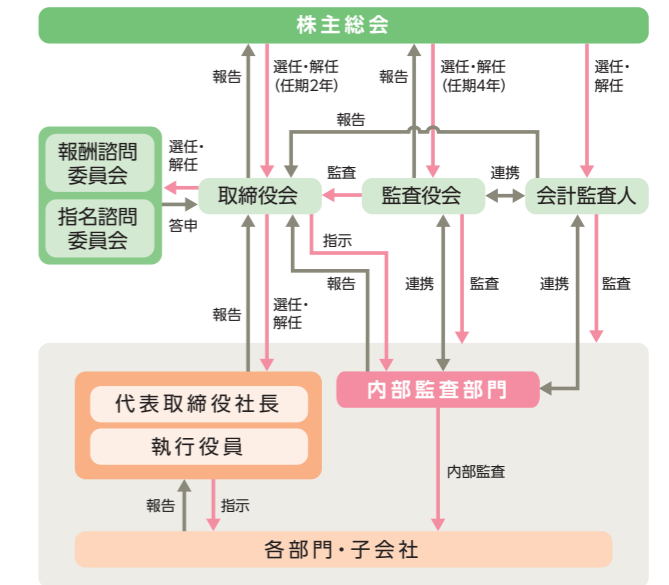 株主総会
報告
選任・解任
(任期2年)
報告
選任・解任
(任期4年)
選任・
解任
報告
報酬諮問
委員会
指名諮問
委員会
選任・
解任
答申
取締役会
監査
監査役会
連携
会計監査人
指示
報告
選任・
解任
報告
連携
監査
連携
監査
代表取締役社長
執行役員
内部監査部門
内部監査
報告
指示
各部門・子会社